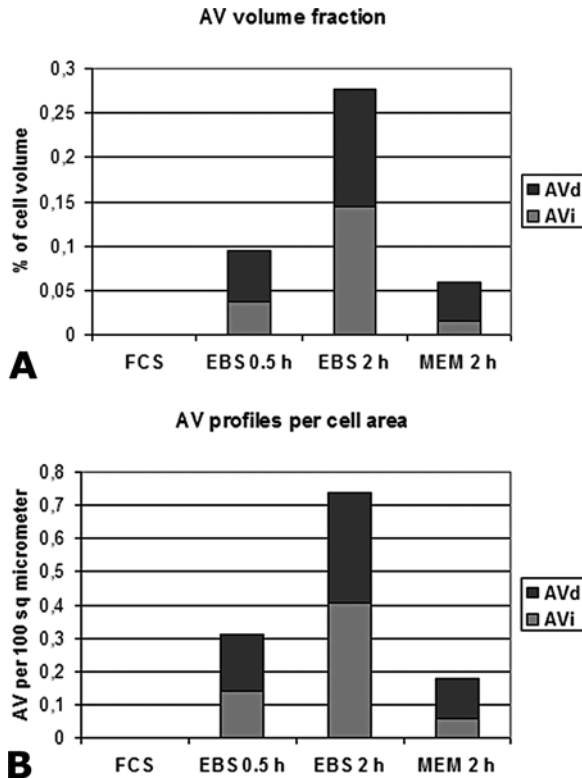 AV volume fraction
% of cell volume
0,3
0,25
0,2
0,15
0,1
0,05
0
FCS EBS 0.5 h EBS 2 h MEM 2 h
AVd
AVi
A
AV profiles per cell area
AV per 100 sq micrometer
0,8
0,7
0,6
0,5
0,4
0,3
0,2
0,1
0
FCS EBS 0.5 h EBS 2 h MEM 2 h
AVd
AVi
B